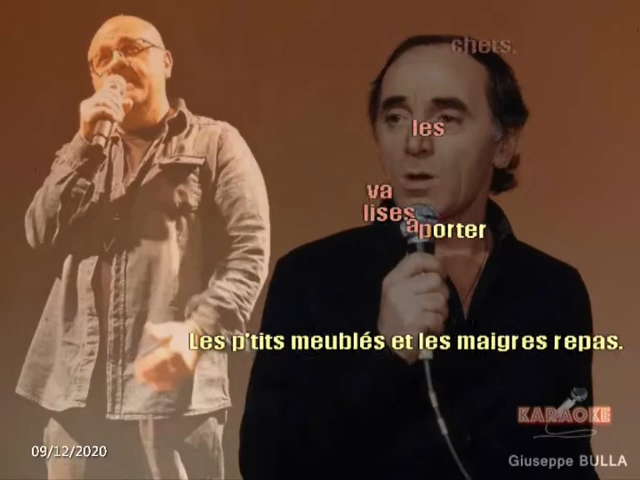 chets.
les
va
lises
à porter
Les p'tits meublés et les maigres repas.
KARAOKE
09/12/2020
Giuseppe BULLA